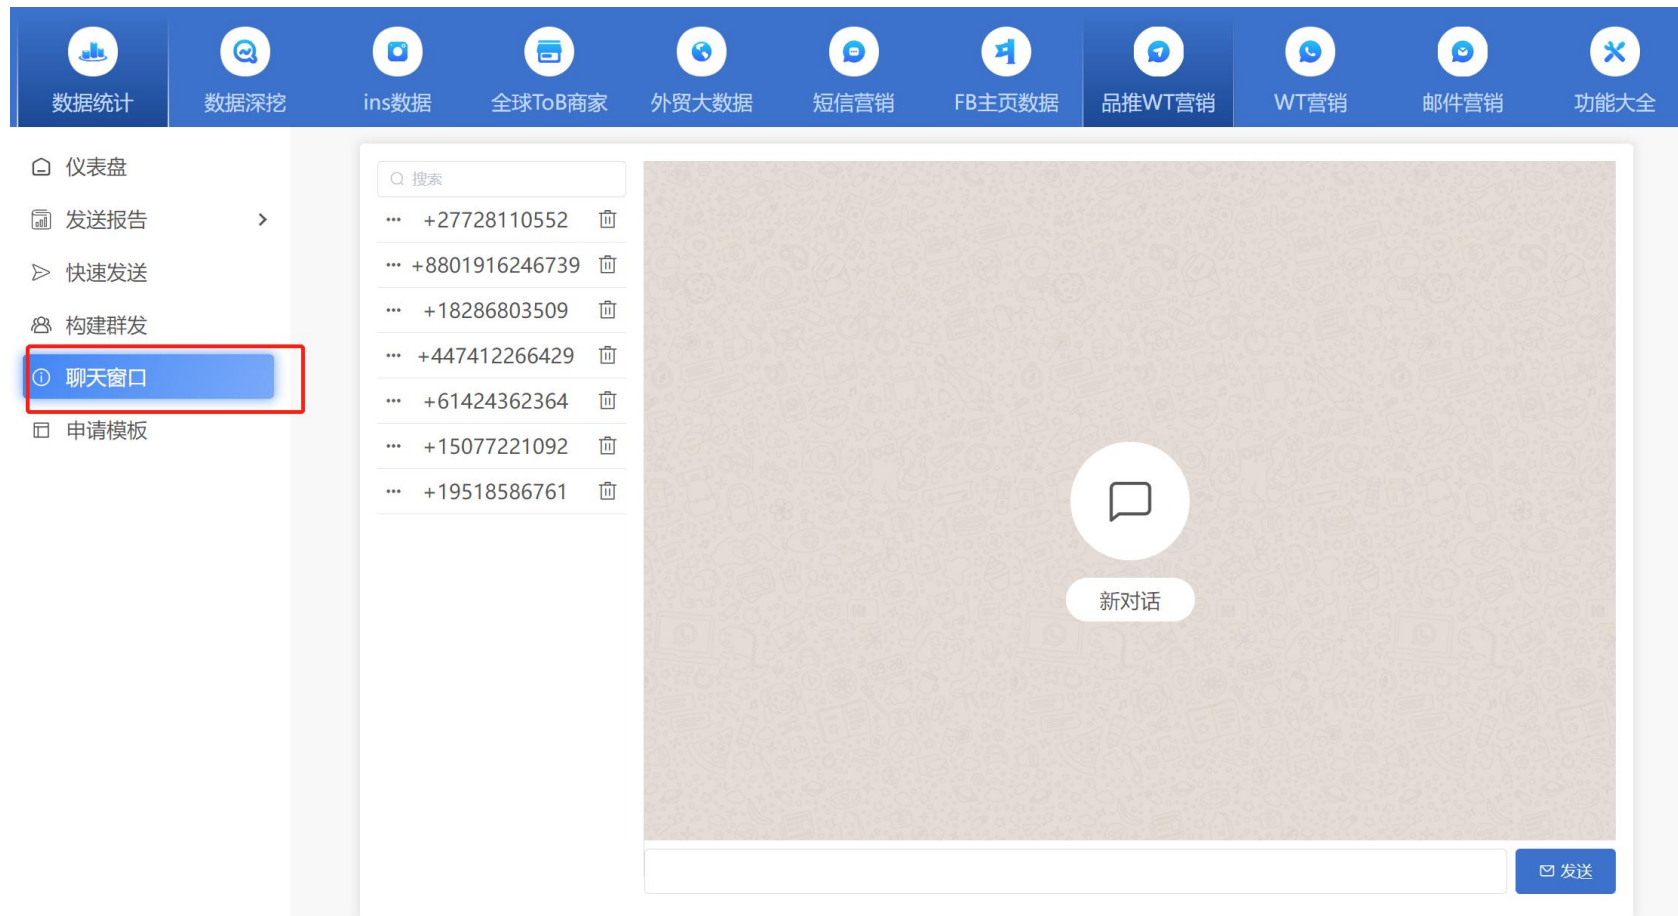 数据统计 数据深挖 ins数据 全球ToB商家 外贸大数据 短信营销 FB主页数据 品推WT营销 WT营销 邮件营销 功能大全
仪表盘
发送报告
快速发送
构建群发
聊天窗口
申请模板
搜索
+27728110552
+8801916246739
+18286803509
+447412266429
+61424362364
+15077221092
+19518586761
新对话
发送